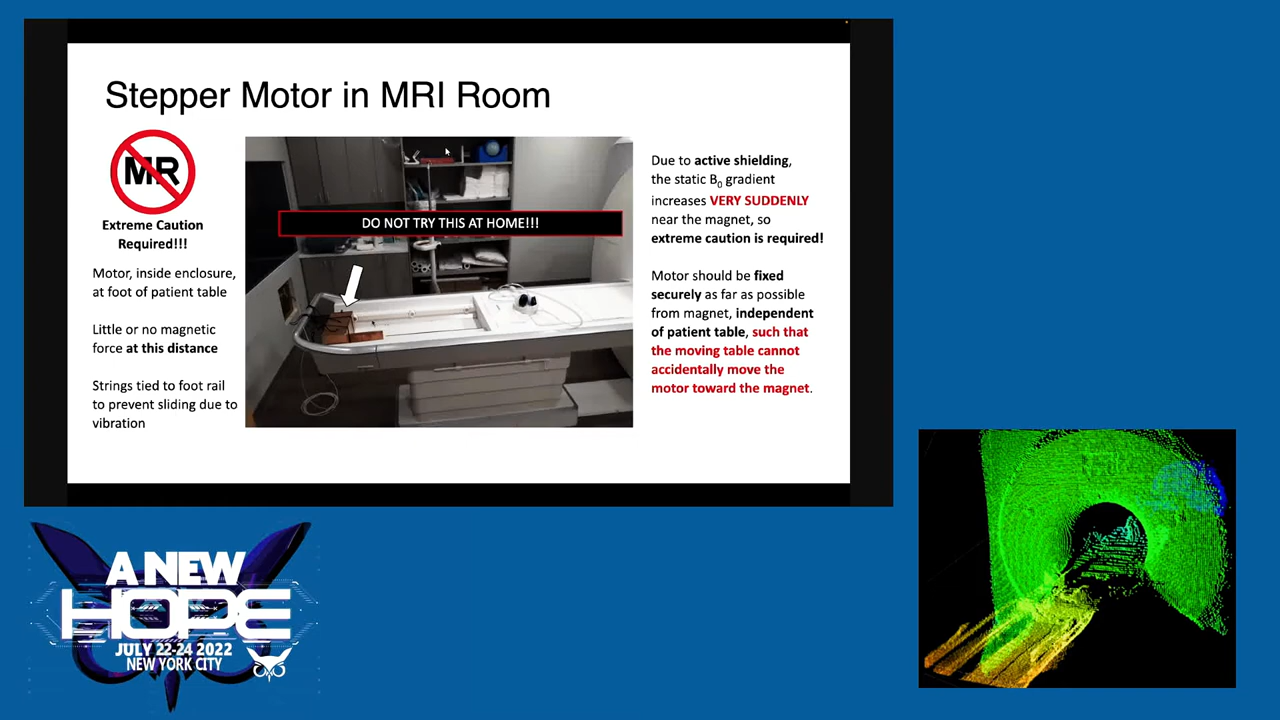 Stepper Motor in MRI Room
MR
Extreme Caution
Required!!!
Motor, inside enclosure,
at foot of patient table
Little or no magnetic
force at this distance
Strings tied to foot rail
to prevent sliding due to
vibration
DO NOT TRY THIS AT HOME!!!
Due to active shielding,
the static B0 gradient
increases VERY SUDDENLY
near the magnet, so
extreme caution is required!
Motor should be fixed
securely as far as possible
from magnet, independent
of patient table, such that
the moving table cannot
accidentally move the
motor toward the magnet.
A NEW
HOPE
JULY 22-24 2022
NEW YORK CITY